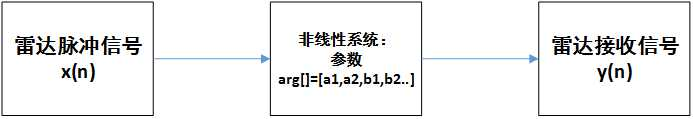 雷达脉冲信号
x(n)
非线性系统：
参数
arg[]=[a1,a2,b1,b2..]
雷达接收信号
y(n)